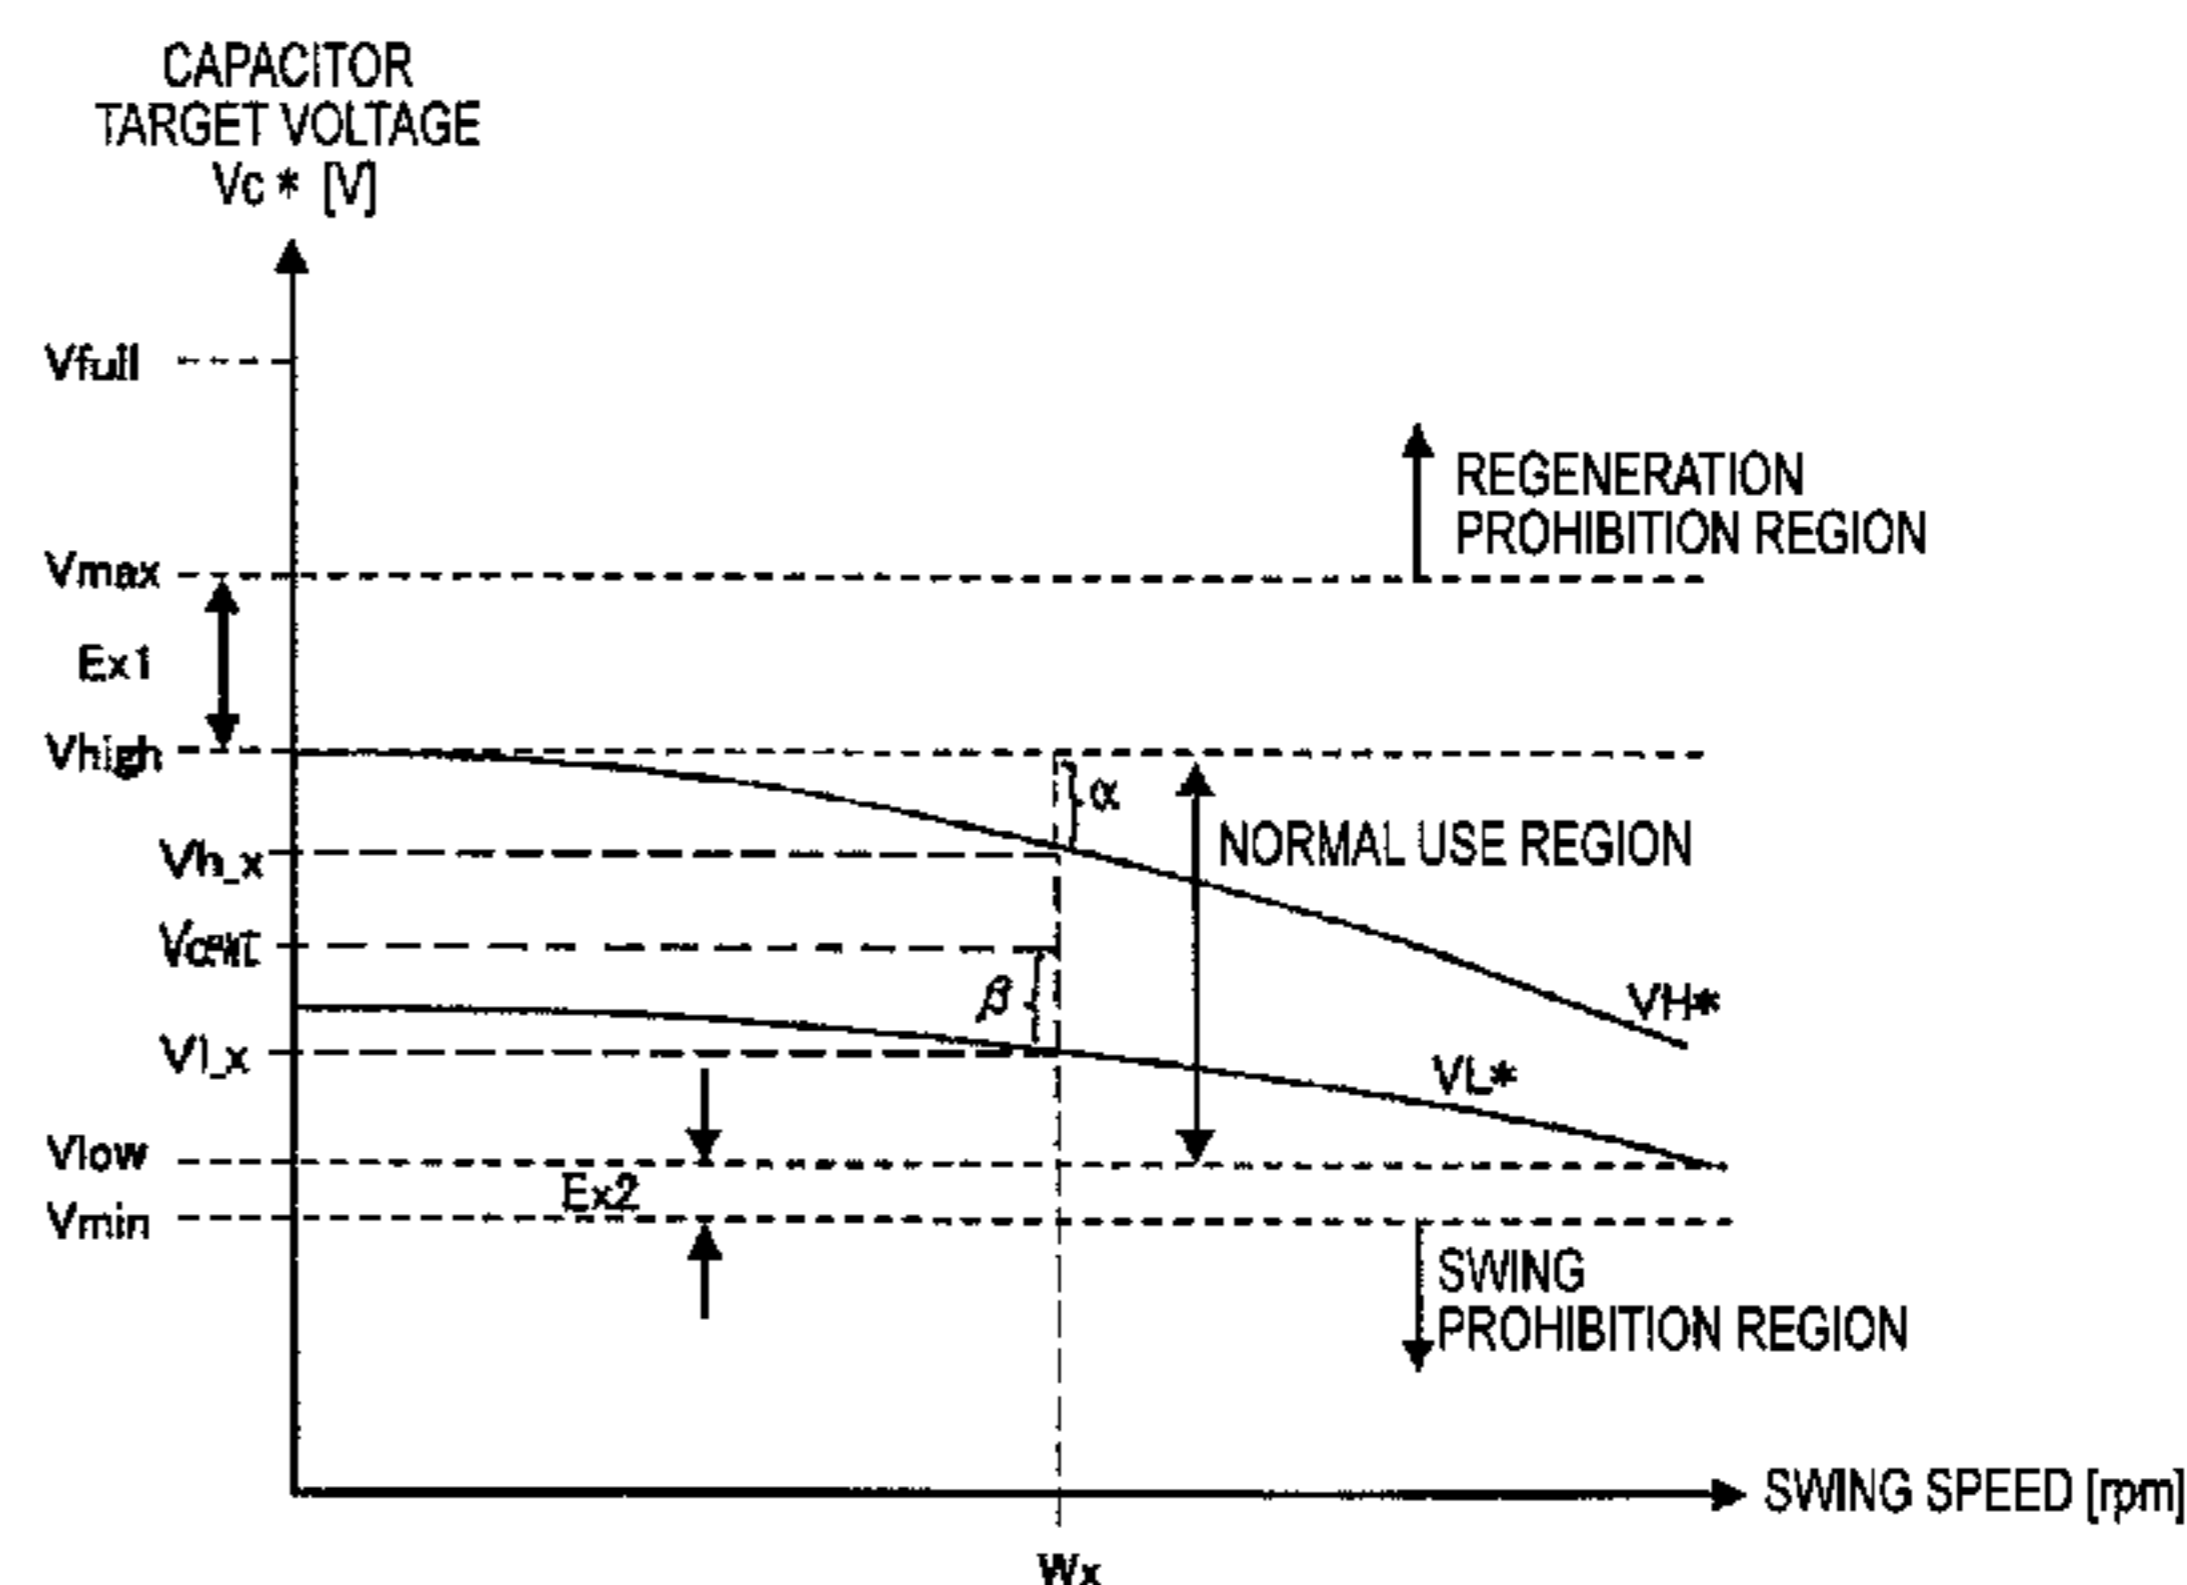 CAPACITOR
TARGET VOLTAGE
Vc * [V]
Vfull
REGENERATION
PROHIBITION REGION
Vmax
Ex1
Vhigh
α
NORMAL USE REGION
Vh_x
β
VH*
Vl_x
VL*
Vlow
Ex2
Vmin
SWING
PROHIBITION REGION
SWING SPEED [rpm]
Wx